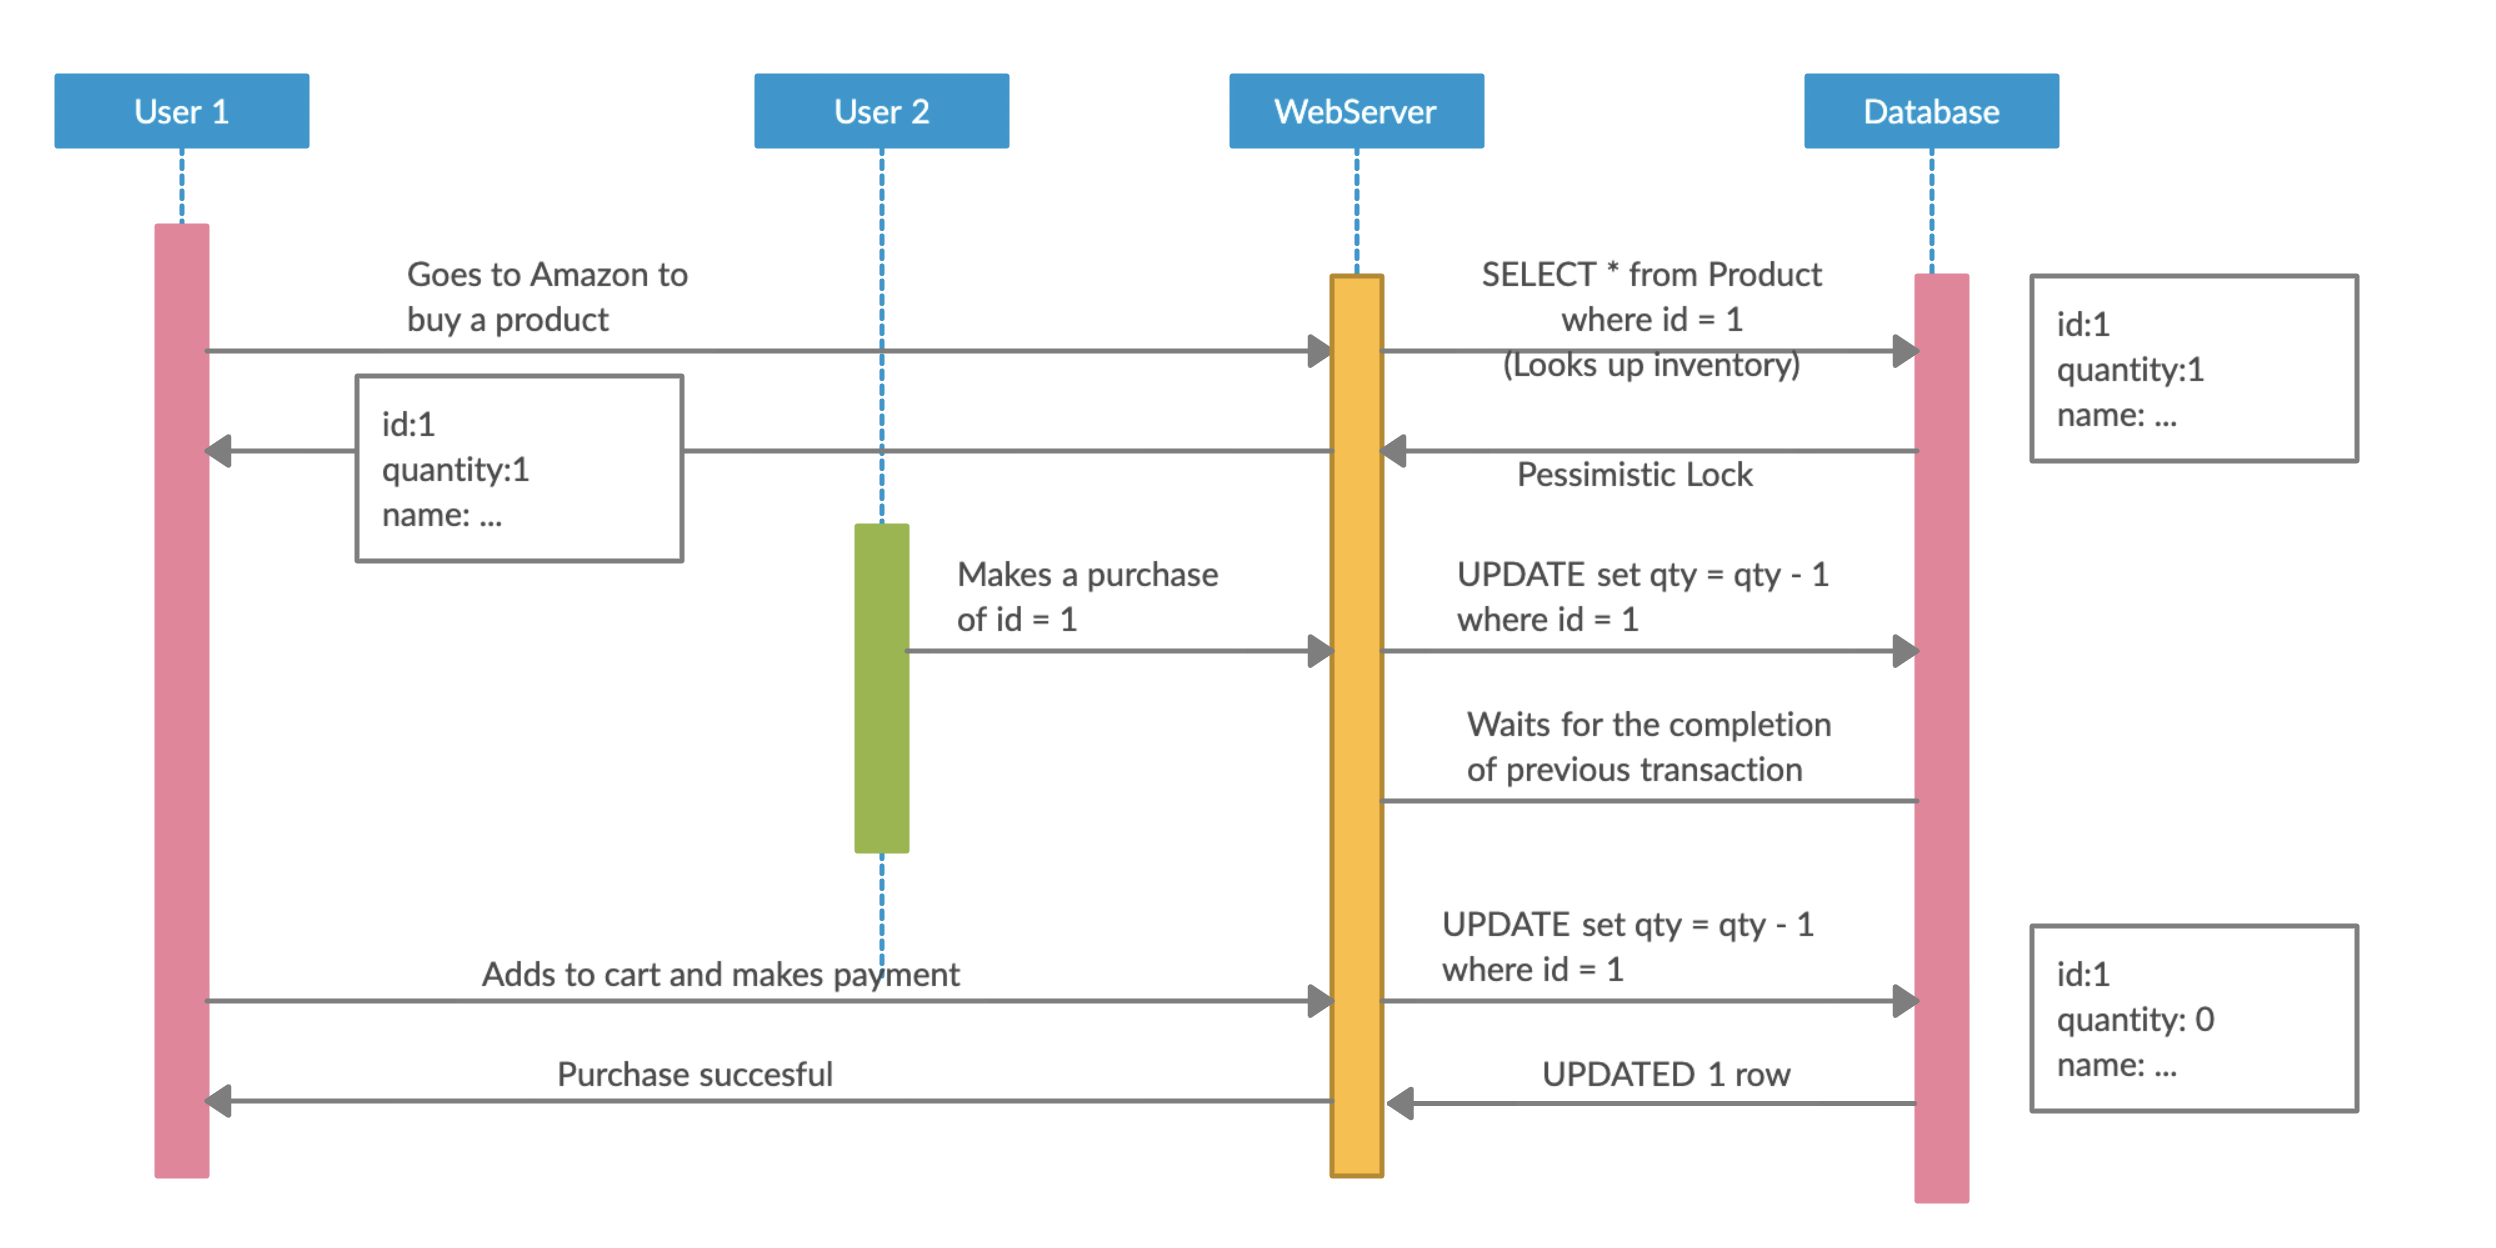 User 1
User 2
WebServer
Database
Goes to Amazon to
buy a product
SELECT * from Product
where id = 1
(Looks up inventory)
id:1
quantity:1
name: ...
id:1
quantity:1
name: ...
Pessimistic Lock
Makes a purchase
of id = 1
UPDATE set qty = qty - 1
where id = 1
Waits for the completion
of previous transaction
UPDATE set qty = qty - 1
where id = 1
Adds to cart and makes payment
id:1
quantity: 0
name: ...
Purchase succesful
UPDATED 1 row